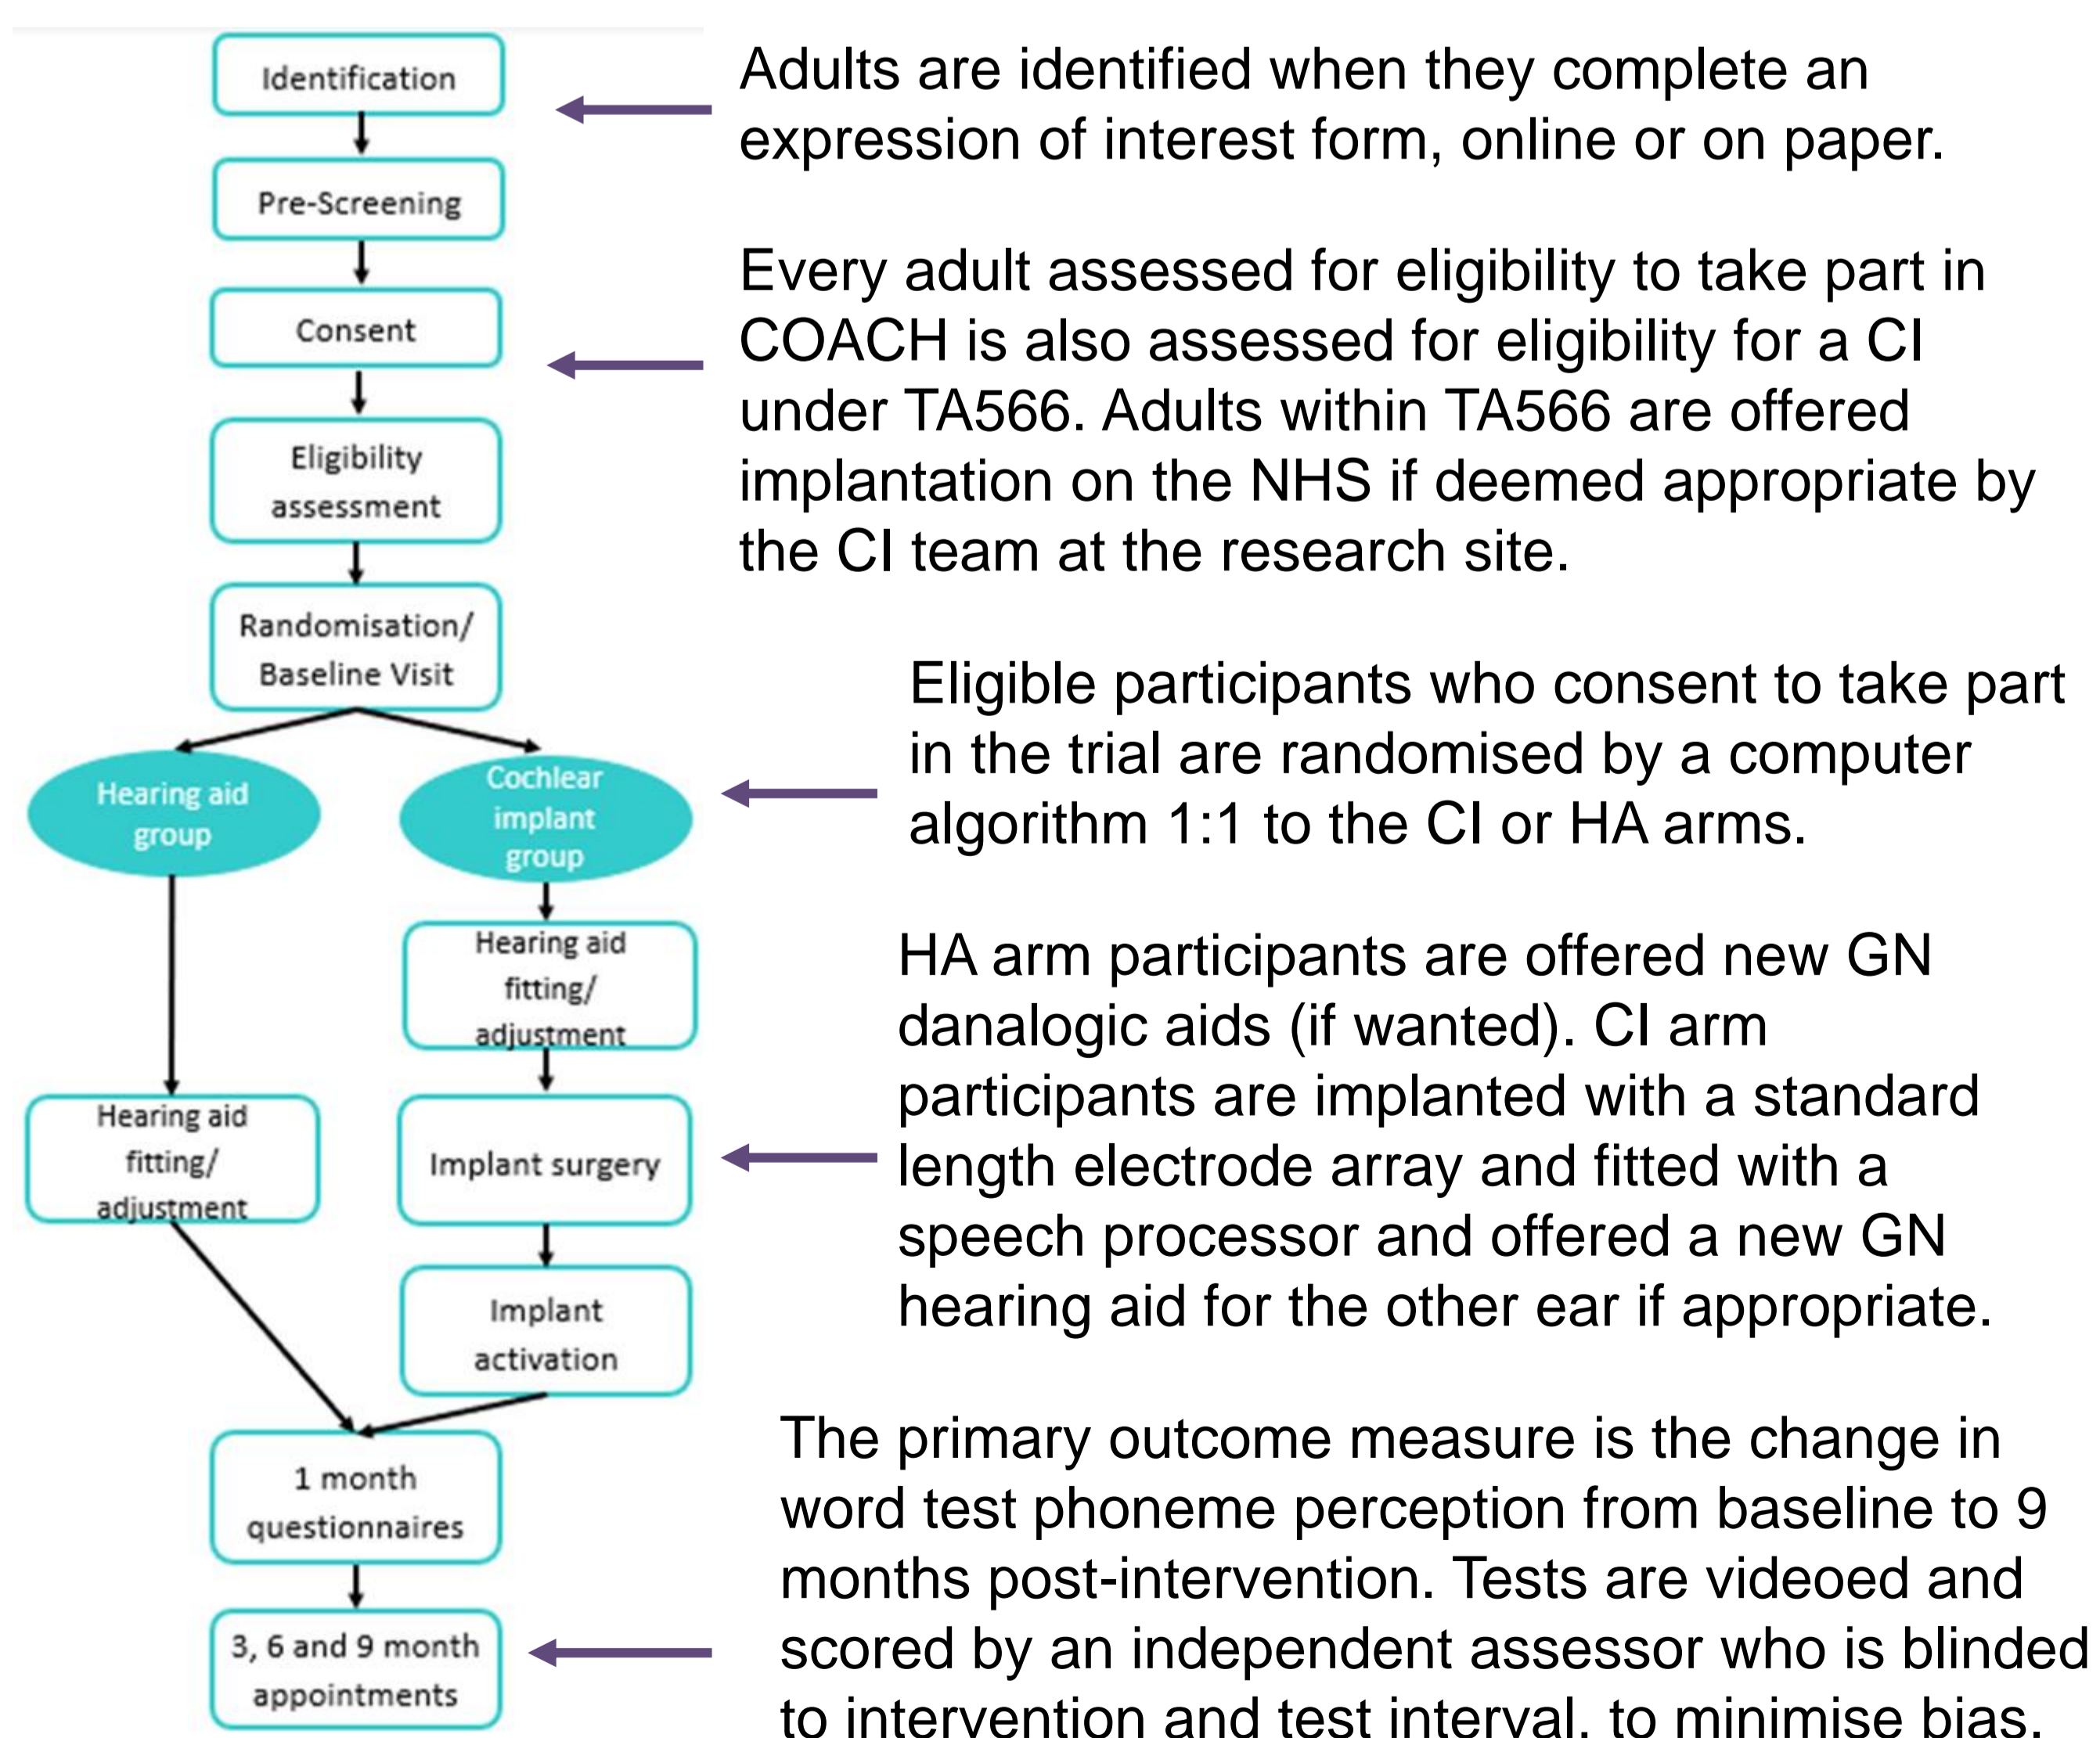 Identification
Adults are identified when they complete an
expression of interest form, online or on paper.
Pre-Screening
Consent
Every adult assessed for eligibility to take part in
COACH is also assessed for eligibility for a CI
under TA566. Adults within TA566 are offered
implantation on the NHS if deemed appropriate by
the CI team at the research site.
Eligibility
assessment
Randomisation/
Baseline Visit
Hearing aid
group
Cochlear
implant
group
Eligible participants who consent to take part
in the trial are randomised by a computer
algorithm 1:1 to the CI or HA arms.
Hearing aid
fitting/
adjustment
Hearing aid
fitting/
adjustment
Implant surgery
Implant
activation
HA arm participants are offered new GN
danalogic aids (if wanted). CI arm
participants are implanted with a standard
length electrode array and fitted with a
speech processor and offered a new GN
hearing aid for the other ear if appropriate.
1 month
questionnaires
3, 6 and 9 month
appointments
The primary outcome measure is the change in
word test phoneme perception from baseline to 9
months post-intervention. Tests are videoed and
scored by an independent assessor who is blinded
to intervention and test interval. to minimise bias.